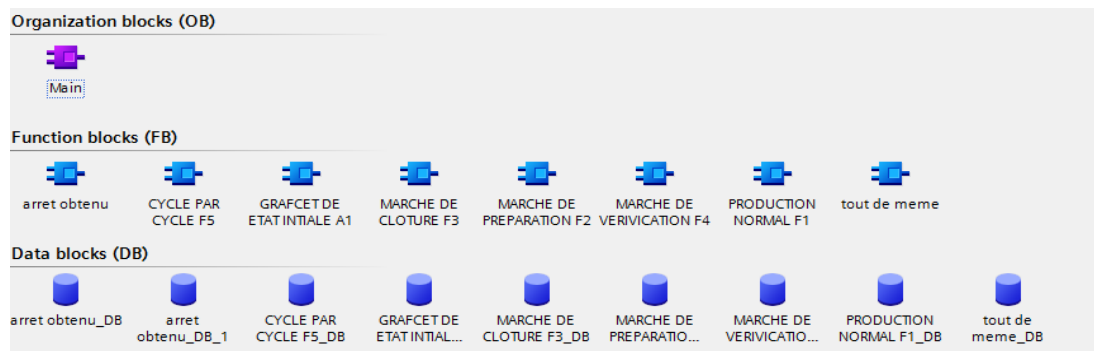 Organization blocks (OB)
Main
Function blocks (FB)
arret obtenu
CYCLE PAR
CYCLE F5
GRAFCET DE
ETAT INTIALE A1
MARCHE DE
CLOTURE F3
MARCHE DE
PREPARATION F2
MARCHE DE
VERIVICATION F4
PRODUCTION
NORMAL F1
tout de meme
Data blocks (DB)
arret obtenu_DB
arret
obtenu_DB_1
CYCLE PAR
CYCLE F5_DB
GRAFCET DE
ETAT INTIAL...
MARCHE DE
CLOTURE F3_DB
MARCHE DE
PREPARATIO...
MARCHE DE
VERIVICATIO...
PRODUCTION
NORMAL F1_DB
tout de
meme_DB